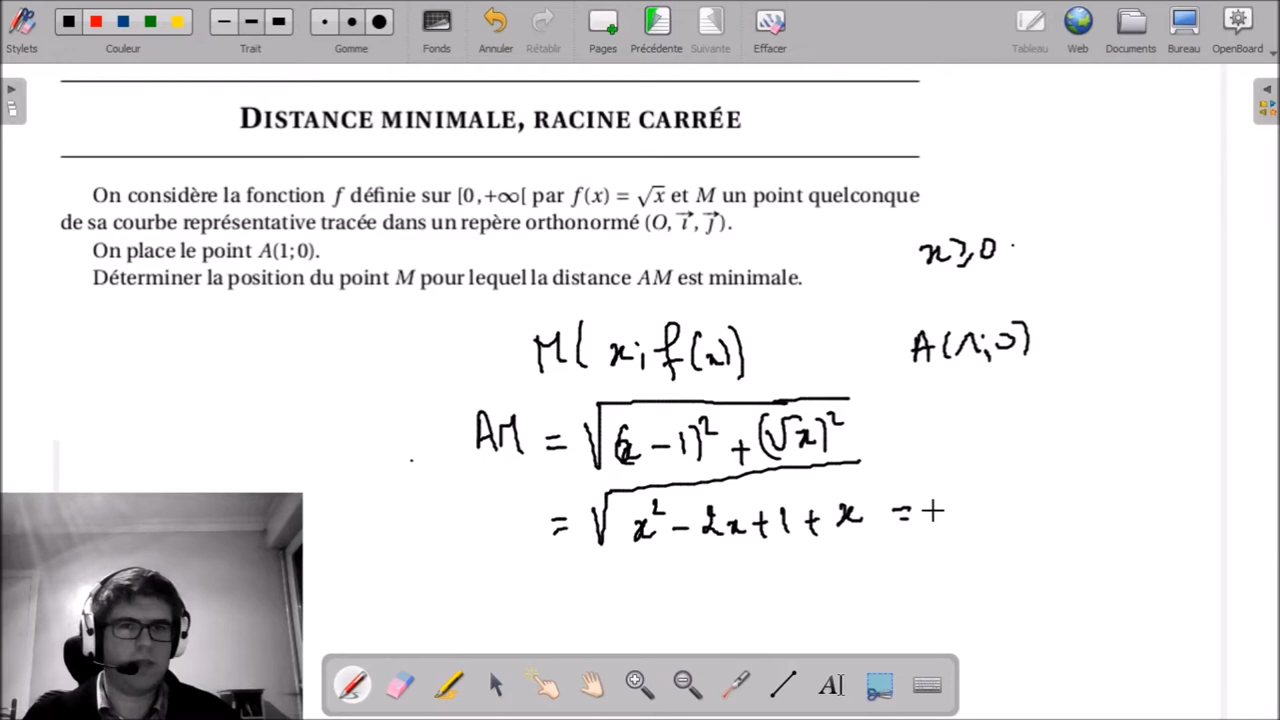 Stylets
Couleur
Trait
Gomme
Fonds
Annuler
Rétablir
Pages
Précédente
Suivante
Effacer
Tableau
Web
Documents
Bureau
OpenBoard
DISTANCE MINIMALE, RACINE CARRÉE
On considère la fonction f définie sur [0,+∞[ par f(x) = √x et M un point quelconque
de sa courbe représentative tracée dans un repère orthonormé (O, i⃗, j⃗).
On place le point A(1;0).
Déterminer la position du point M pour lequel la distance AM est minimale.
x ⩾ 0
M( x; f(x))
A(1;0)
AM = √((x – 1)² + (√x)²)
= √(x² – 2x + 1 + x) =